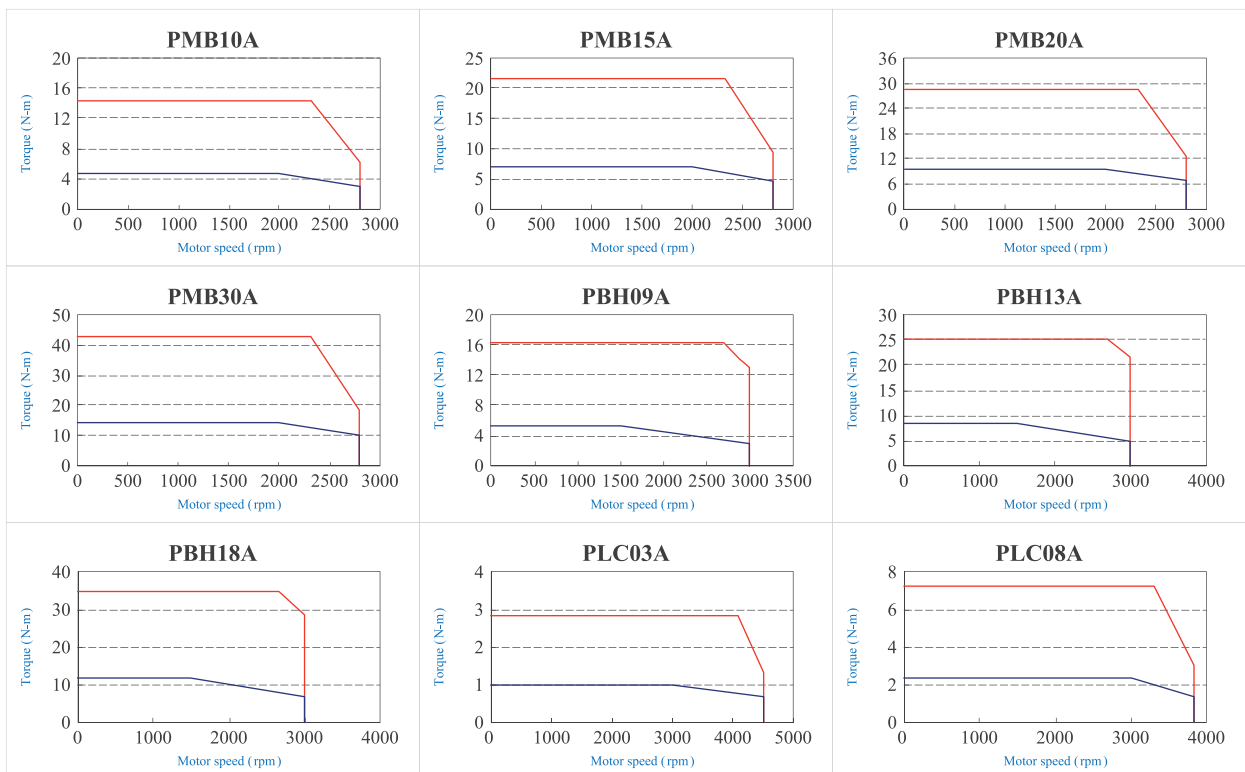 PMB10A
20
16
12
8
4
0
Torque (N-m)
0 500 1000 1500 2000 2500 3000
Motor speed (rpm)
PMB15A
25
20
15
10
5
0
Torque (N-m)
0 500 1000 1500 2000 2500 3000
Motor speed (rpm)
PMB20A
36
30
24
18
12
6
0
Torque (N-m)
0 500 1000 1500 2000 2500 3000
Motor speed (rpm)
PMB30A
50
40
30
20
10
0
Torque (N-m)
0 500 1000 1500 2000 2500 3000
Motor speed (rpm)
PBH09A
20
16
12
8
4
0
Torque (N-m)
0 500 1000 1500 2000 2500 3000 3500
Motor speed (rpm)
PBH13A
30
25
20
15
10
5
0
Torque (N-m)
0 1000 2000 3000 4000
Motor speed (rpm)
PBH18A
40
30
20
10
0
Torque (N-m)
0 1000 2000 3000 4000
Motor speed (rpm)
PLC03A
4
3
2
1
0
Torque (N-m)
0 1000 2000 3000 4000 5000
Motor speed (rpm)
PLC08A
8
6
4
2
0
Torque (N-m)
0 1000 2000 3000 4000
Motor speed (rpm)